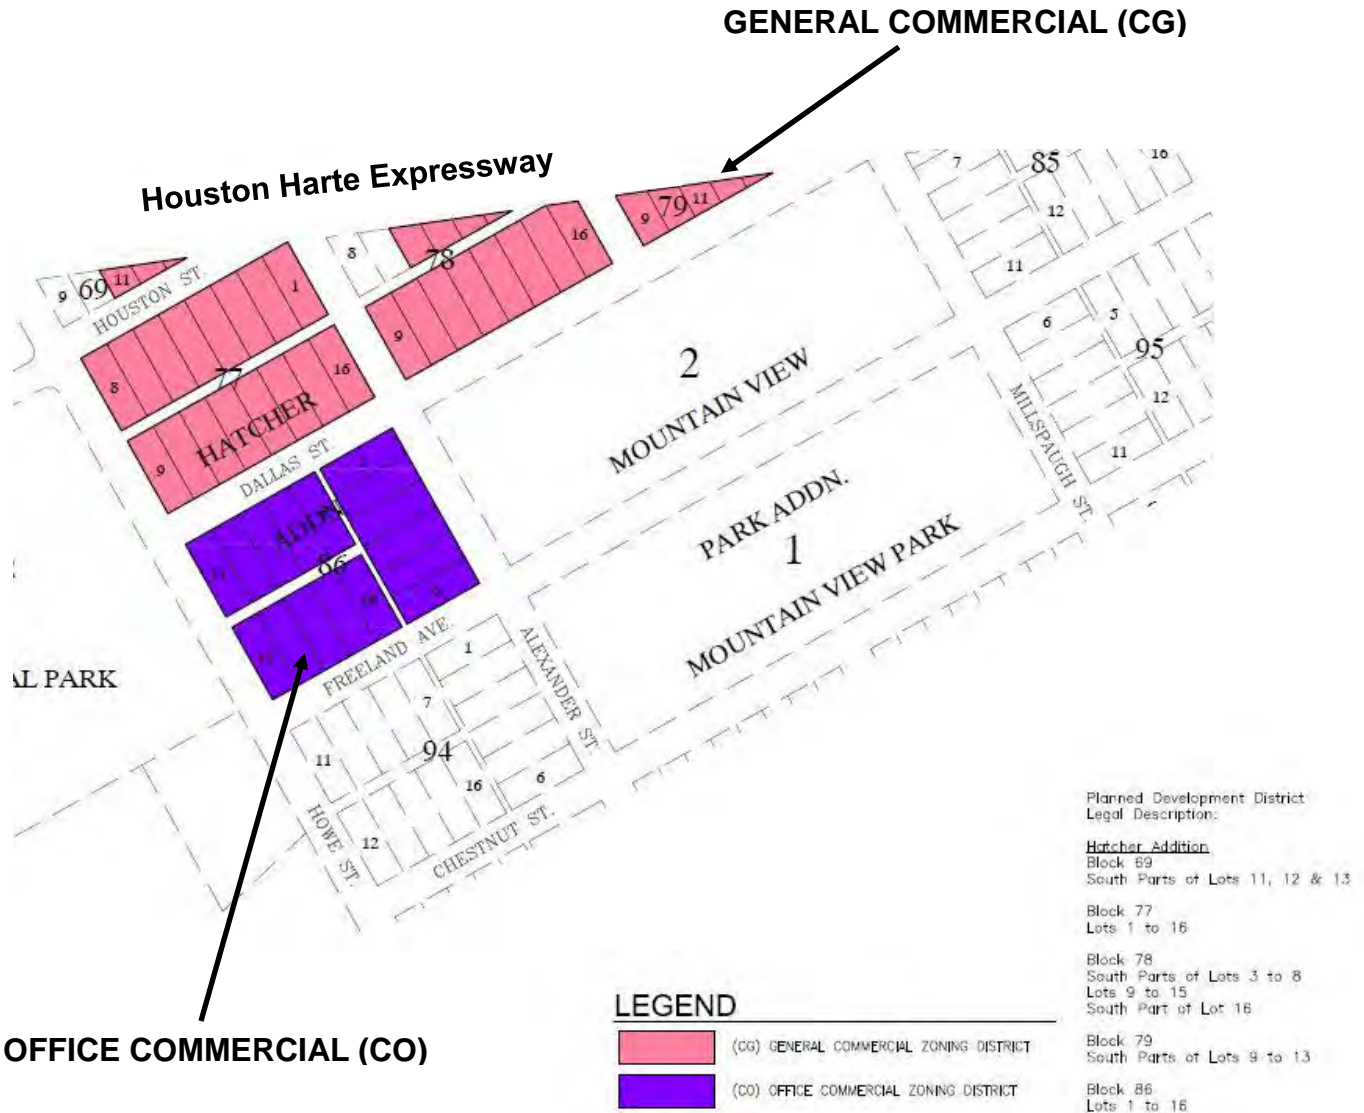 GENERAL COMMERCIAL (CG)
Houston Harte Expressway
7
85
16
12
11
9
79
11
8
78
16
9
9
69
11
HOUSTON ST.
1
8
77
16
9
HATCHER
DALLAS ST.
2
MOUNTAIN VIEW
6
5
95
12
11
MILLSPAUGH ST.
PARK ADDN.
1
MOUNTAIN VIEW PARK
ADDN.
86
AL PARK
FREELAND AVE.
ALEXANDER ST.
1
7
11
94
16
6
12
HOWE ST.
CHESTNUT ST.
OFFICE COMMERCIAL (CO)
LEGEND
(CG) GENERAL COMMERCIAL ZONING DISTRICT
(CO) OFFICE COMMERCIAL ZONING DISTRICT
Planned Development District
Legal Description:
Hatcher Addition
Block 69
South Parts of Lots 11, 12 & 13
Block 77
Lots 1 to 16
Block 78
South Parts of Lots 3 to 8
Lots 9 to 15
South Part of Lot 16
Block 79
South Parts of Lots 9 to 13
Block 86
Lots 1 to 16